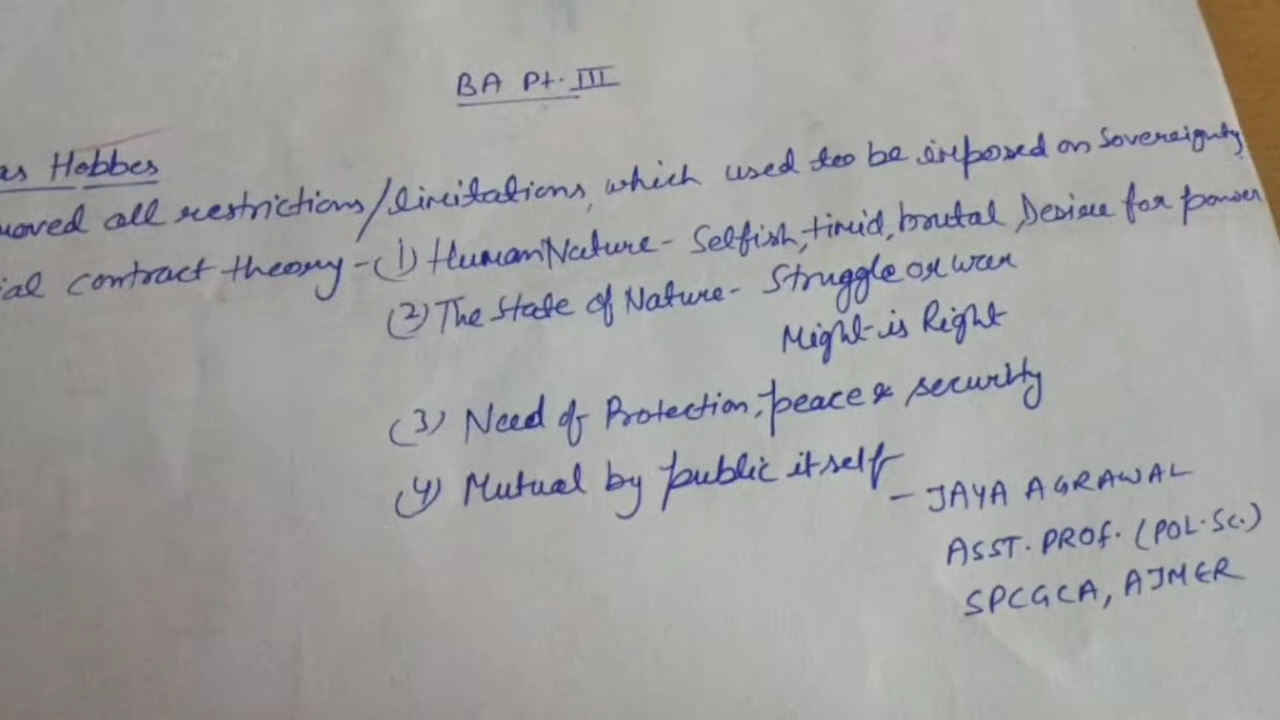 BA Pt. III
as Hobbes
moved all restrictions/limitations, which used too be imposed on Sovereignty
ial contract theory - (1) Human Nature - Selfish, timid, brutal, Desire for power
(2) The State of Nature - Struggle or war
Might is Right
(3) Need of Protection, peace & security
(4) Mutual by public itself
- JAYA AGRAWAL
ASST. PROF. (POL. SC.)
SPCGCA, AJMER